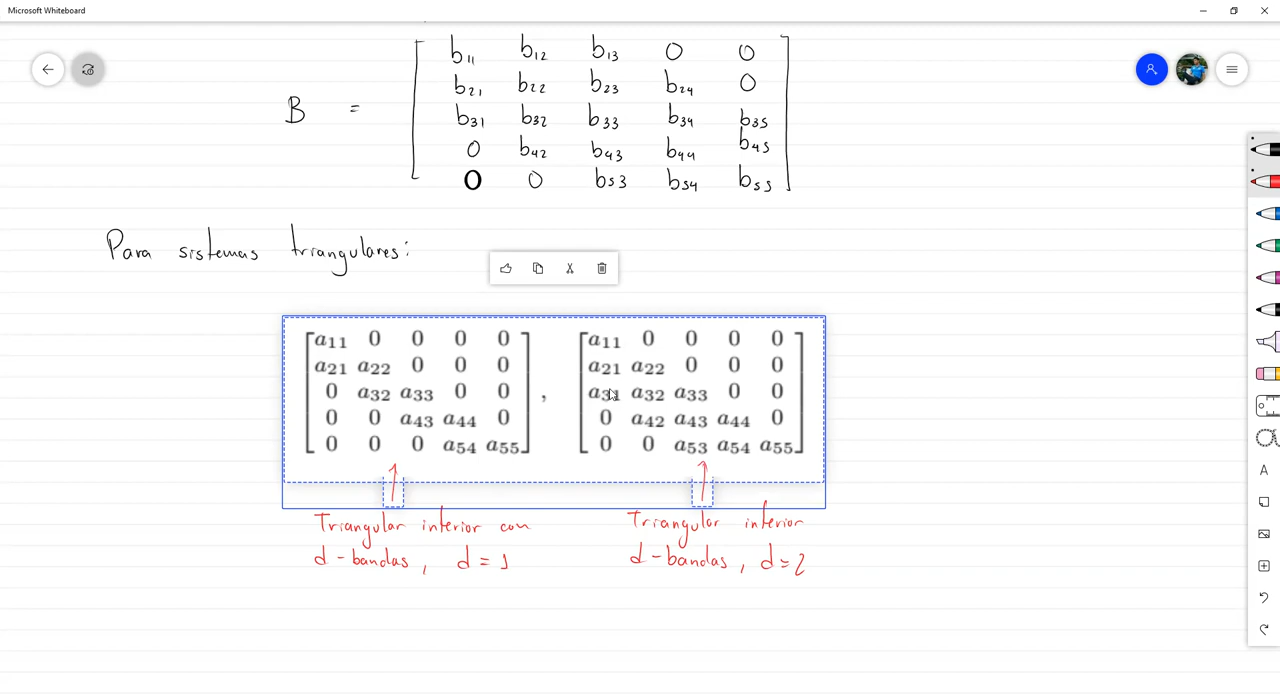 Microsoft Whiteboard
b11 b12 b13 0 0
b21 b22 b23 b24 0
B = b31 b32 b33 b34 b35
0 b42 b43 b44 b45
0 0 b53 b54 b55
Para sistemas triangulares:
a11 0 0 0 0
a21 a22 0 0 0
0 a32 a33 0 0
0 0 a43 a44 0
0 0 0 a54 a55
,
a11 0 0 0 0
a21 a22 0 0 0
a31 a32 a33 0 0
0 a42 a43 a44 0
0 0 a53 a54 a55
Triangular inferior con
d-bandas, d=1
Triangular inferior
d-bandas, d=2
A